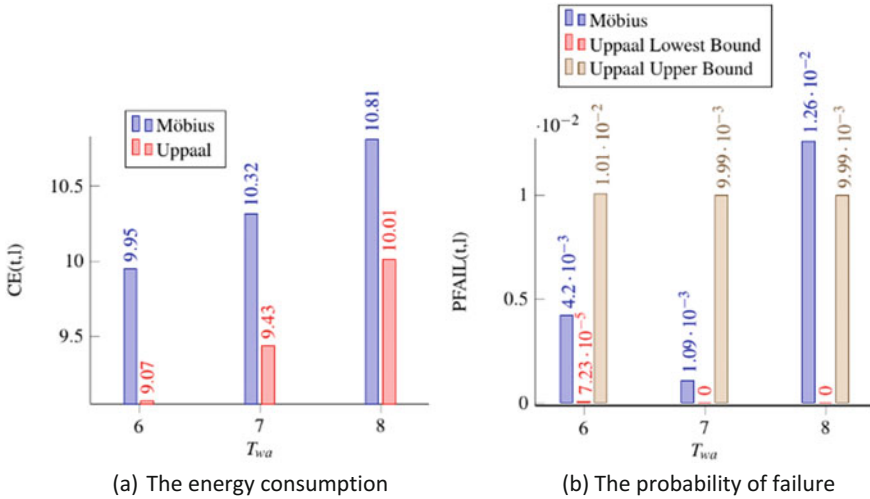 Möbius
Uppaal
CE(t,l)
10.5
10
9.5
9.95
9.07
10.32
9.43
10.81
10.01
6
7
8
T_wa
(a) The energy consumption
Möbius
Uppaal Lowest Bound
Uppaal Upper Bound
·10⁻²
PFAIL(t,l)
1
0.5
0
4.2 · 10⁻³
7.23 · 10⁻⁵
1.01 · 10⁻²
1.09 · 10⁻³
0
9.99 · 10⁻³
1.26 · 10⁻²
0
9.99 · 10⁻³
6
7
8
T_wa
(b) The probability of failure